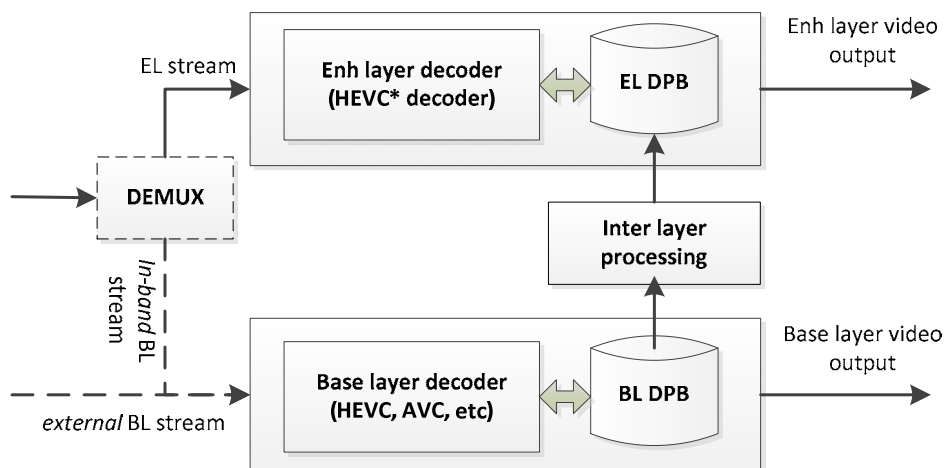 Enh layer video
output
EL stream
Enh layer decoder
(HEVC* decoder)
EL DPB
DEMUX
Inter layer
processing
In-band BL
stream
Base layer video
output
Base layer decoder
(HEVC, AVC, etc)
BL DPB
external BL stream